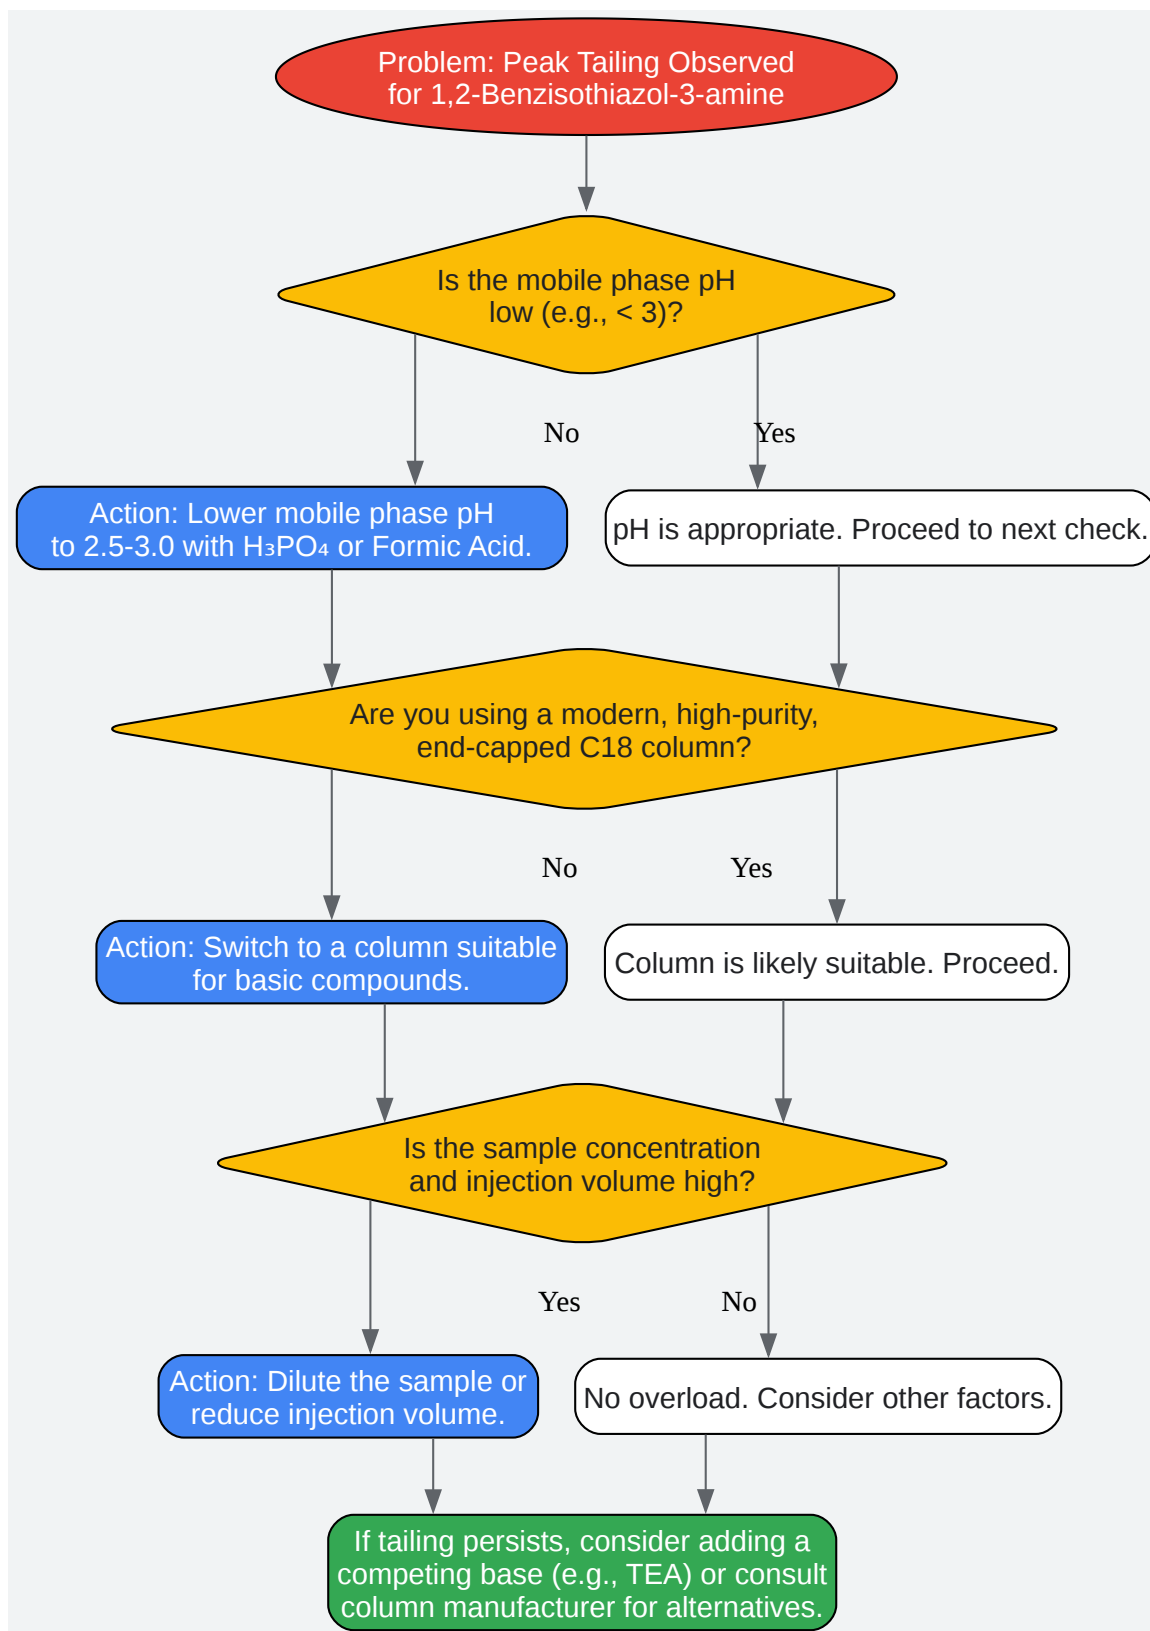 Problem: Peak Tailing Observed
for 1,2-Benzisothiazol-3-amine
Is the mobile phase pH
low (e.g., < 3)?
No
Yes
Action: Lower mobile phase pH
to 2.5-3.0 with H₃PO₄ or Formic Acid.
pH is appropriate. Proceed to next check.
Are you using a modern, high-purity,
end-capped C18 column?
No
Yes
Action: Switch to a column suitable
for basic compounds.
Column is likely suitable. Proceed.
Is the sample concentration
and injection volume high?
Yes
No
Action: Dilute the sample or
reduce injection volume.
No overload. Consider other factors.
If tailing persists, consider adding a
competing base (e.g., TEA) or consult
column manufacturer for alternatives.